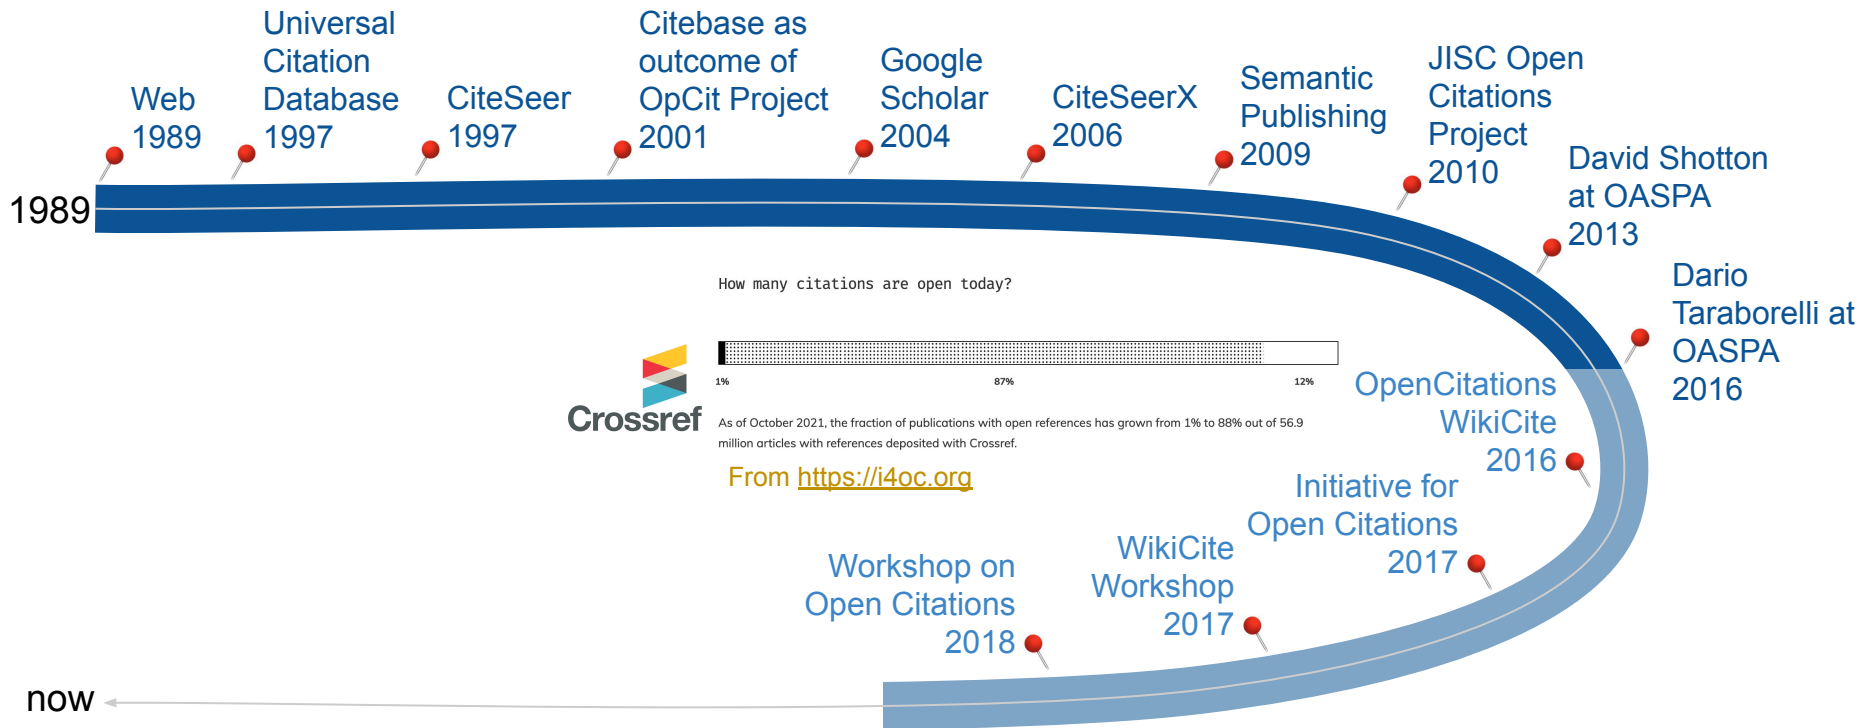 Web
1989
Universal
Citation
Database
1997
CiteSeer
1997
Citebase as
outcome of
OpCit Project
2001
Google
Scholar
2004
CiteSeerX
2006
Semantic
Publishing
2009
JISC Open
Citations
Project
2010
David Shotton
at OASPA
2013
Dario
Taraborelli at
OASPA
2016
1989
How many citations are open today?
1%
87%
12%
Crossref
As of October 2021, the fraction of publications with open references has grown from 1% to 88% out of 56.9
million articles with references deposited with Crossref.
From https://i4oc.org
OpenCitations
WikiCite
2016
Initiative for
Open Citations
2017
WikiCite
Workshop
2017
Workshop on
Open Citations
2018
now